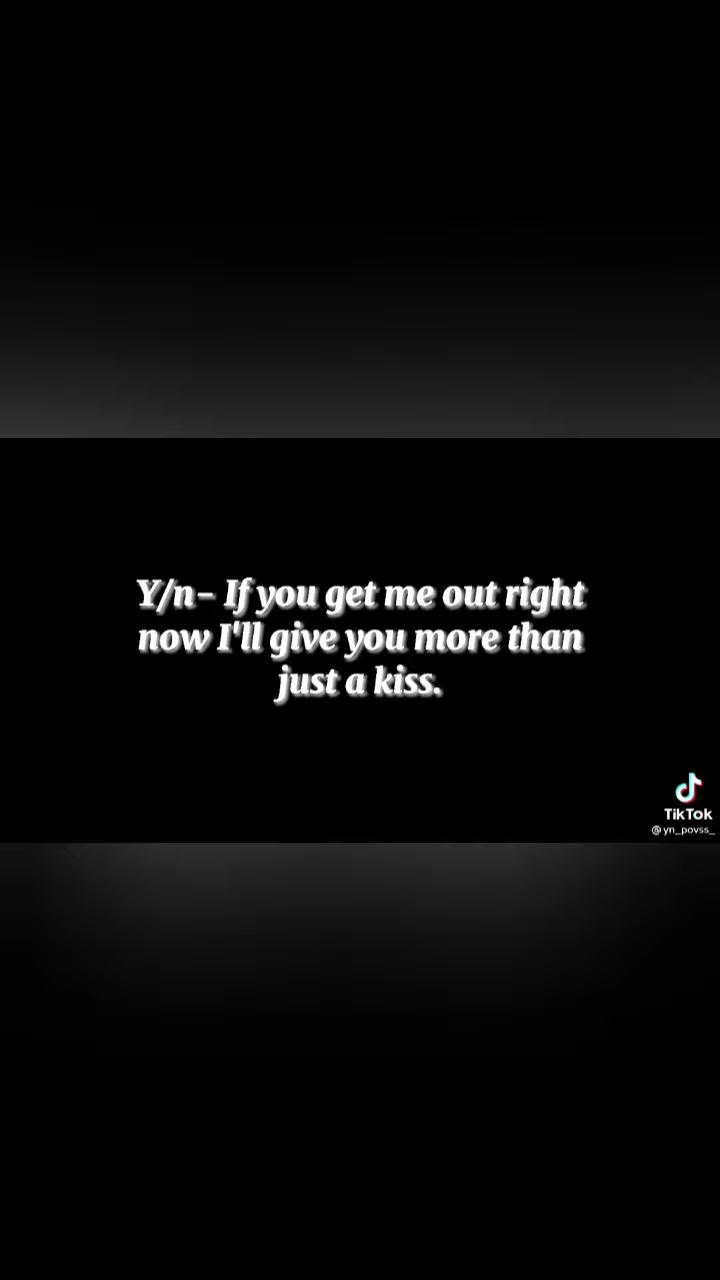 Y/n- If you get me out right
now I'll give you more than
just a kiss.
TikTok
@yn_povss_